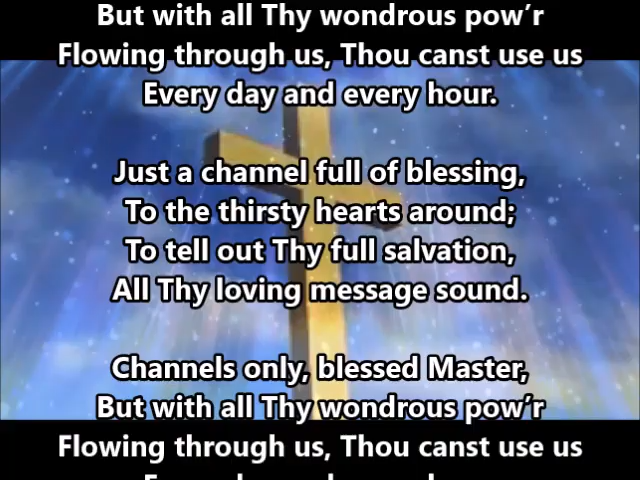 But with all Thy wondrous pow’r
Flowing through us, Thou canst use us
Every day and every hour.
Just a channel full of blessing,
To the thirsty hearts around;
To tell out Thy full salvation,
All Thy loving message sound.
Channels only, blessed Master,
But with all Thy wondrous pow’r
Flowing through us, Thou canst use us